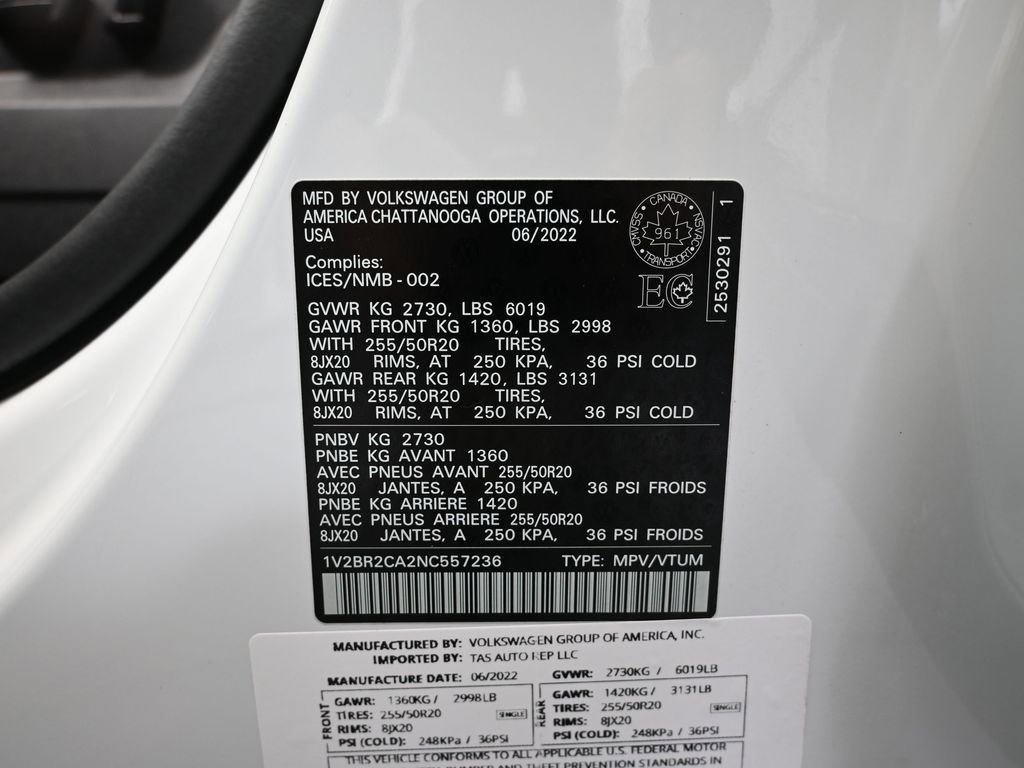 MFD BY VOLKSWAGEN GROUP OF
AMERICA CHATTANOOGA OPERATIONS, LLC.
USA 06/2022
CANADA
CMVSS NSVAC
961
TRANSPORT
EC
2530291 1
Complies:
ICES/NMB - 002
GVWR KG 2730, LBS 6019
GAWR FRONT KG 1360, LBS 2998
WITH 255/50R20 TIRES,
8JX20 RIMS, AT 250 KPA, 36 PSI COLD
GAWR REAR KG 1420, LBS 3131
WITH 255/50R20 TIRES,
8JX20 RIMS, AT 250 KPA, 36 PSI COLD
PNBV KG 2730
PNBE KG AVANT 1360
AVEC PNEUS AVANT 255/50R20
8JX20 JANTES, A 250 KPA, 36 PSI FROIDS
PNBE KG ARRIERE 1420
AVEC PNEUS ARRIERE 255/50R20
8JX20 JANTES, A 250 KPA, 36 PSI FROIDS
1V2BR2CA2NC557236 TYPE: MPV/VTUM
MANUFACTURED BY: VOLKSWAGEN GROUP OF AMERICA, INC.
IMPORTED BY: TAS AUTO REP LLC
MANUFACTURE DATE: 06/2022 GVWR: 2730KG / 6019LB
FRONT
GAWR: 1360KG / 2998LB
TIRES: 255/50R20 SINGLE
RIMS: 8JX20
PSI (COLD): 248KPa / 36PSI
REAR
GAWR: 1420KG / 3131LB
TIRES: 255/50R20 SINGLE
RIMS: 8JX20
PSI (COLD): 248KPa / 36PSI
THIS VEHICLE CONFORMS TO ALL APPLICABLE U.S. FEDERAL MOTOR
AND THEFT PREVENTION STANDARDS IN